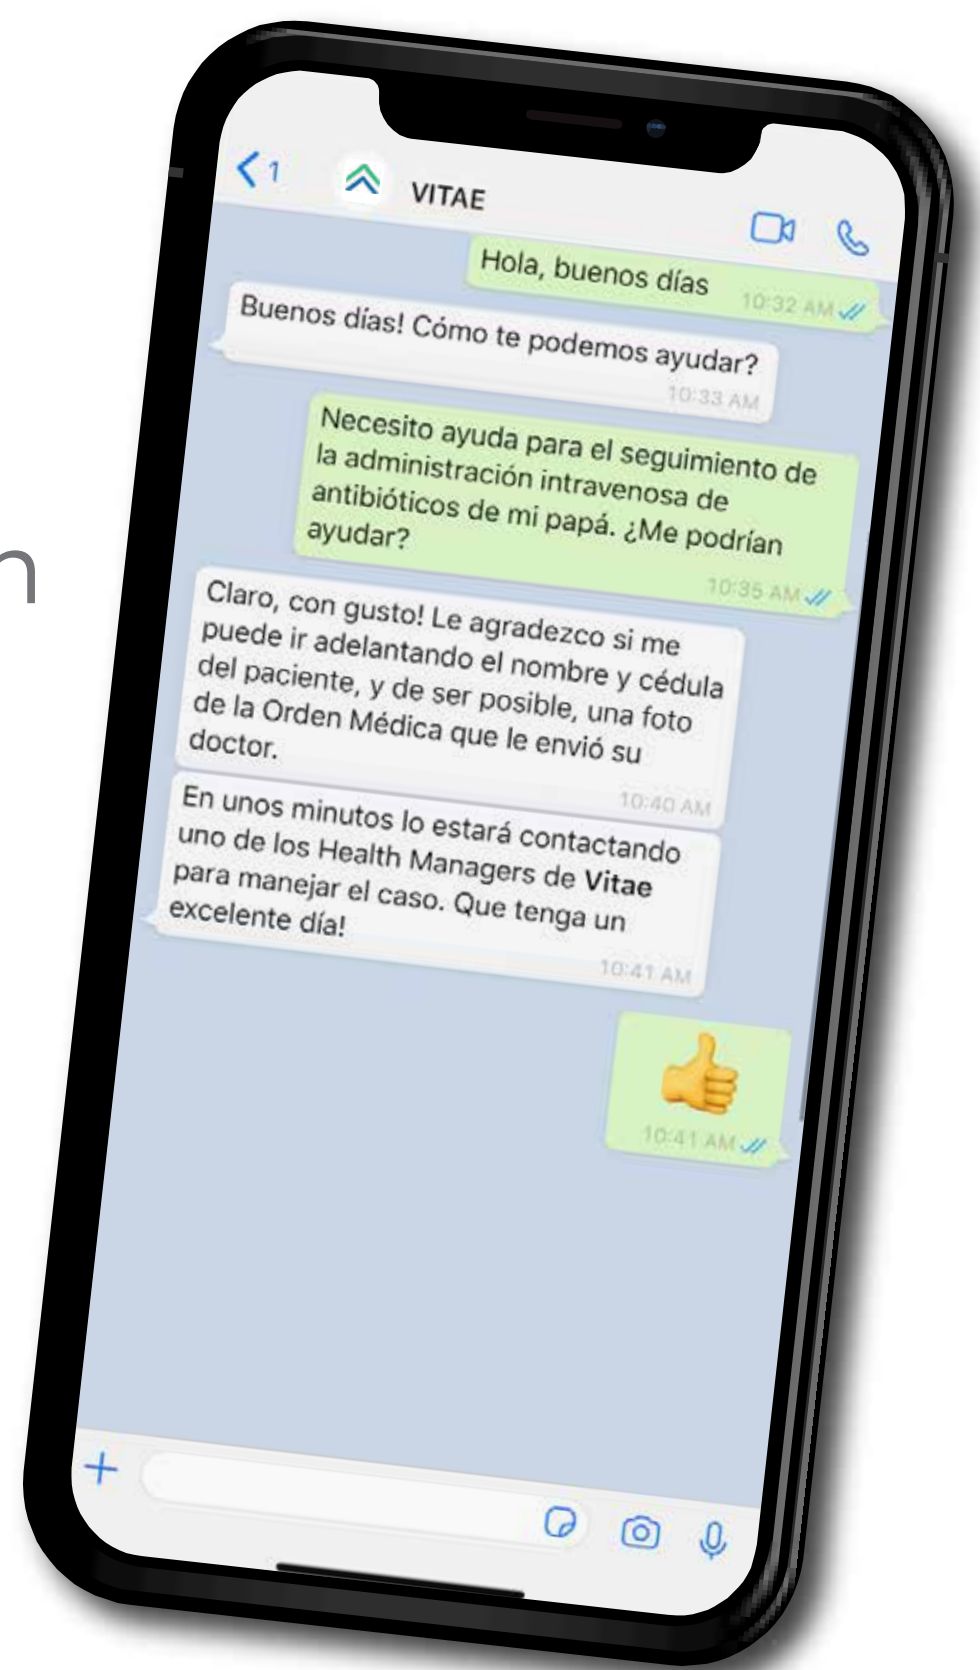 1
VITAE
Hola, buenos días
10:32 AM
Buenos días! Cómo te podemos ayudar?
10:33 AM
Necesito ayuda para el seguimiento de
la administración intravenosa de
antibióticos de mi papá. ¿Me podrían
ayudar?
10:35 AM
n
Claro, con gusto! Le agradezco si me
puede ir adelantando el nombre y cédula
del paciente, y de ser posible, una foto
de la Orden Médica que le envió su
doctor.
10:40 AM
En unos minutos lo estará contactando
uno de los Health Managers de Vitae
para manejar el caso. Que tenga un
excelente día!
10:41 AM
👍
10:41 AM